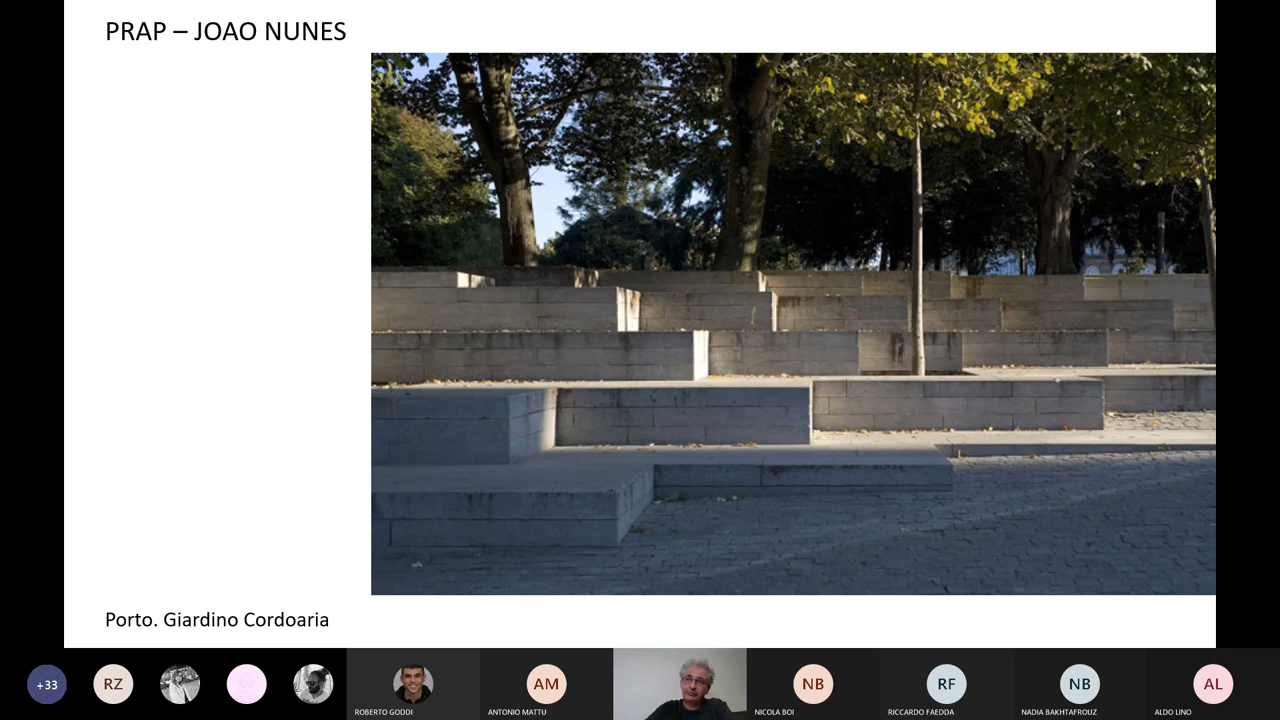 PRAP – JOAO NUNES
Porto. Giardino Cordoaria
+33
RZ
ROBERTO GODDI
AM
ANTONIO MATTU
NB
NICOLA BOI
RF
RICCARDO FAEDDA
NB
NADIA BAKHTAFROUZ
AL
ALDO LINO